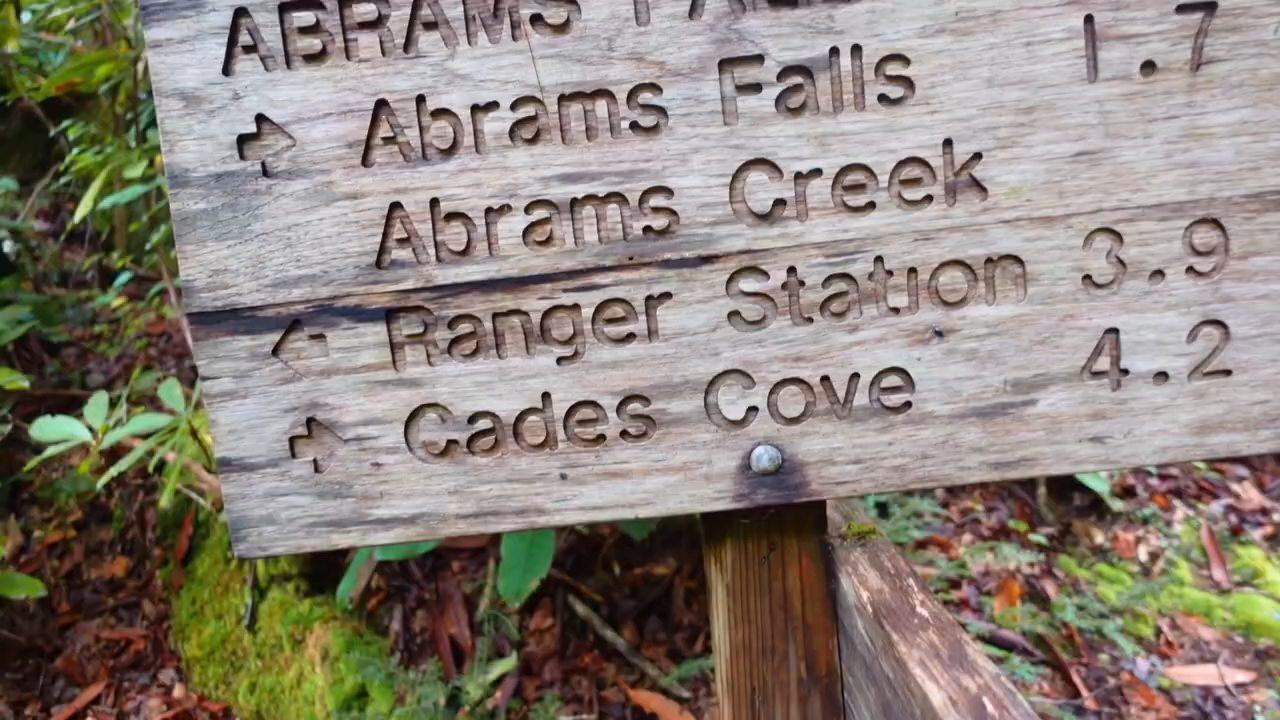 ABRAMS FALLS
→ Abrams Falls 1.7
Abrams Creek
← Ranger Station 3.9
→ Cades Cove 4.2